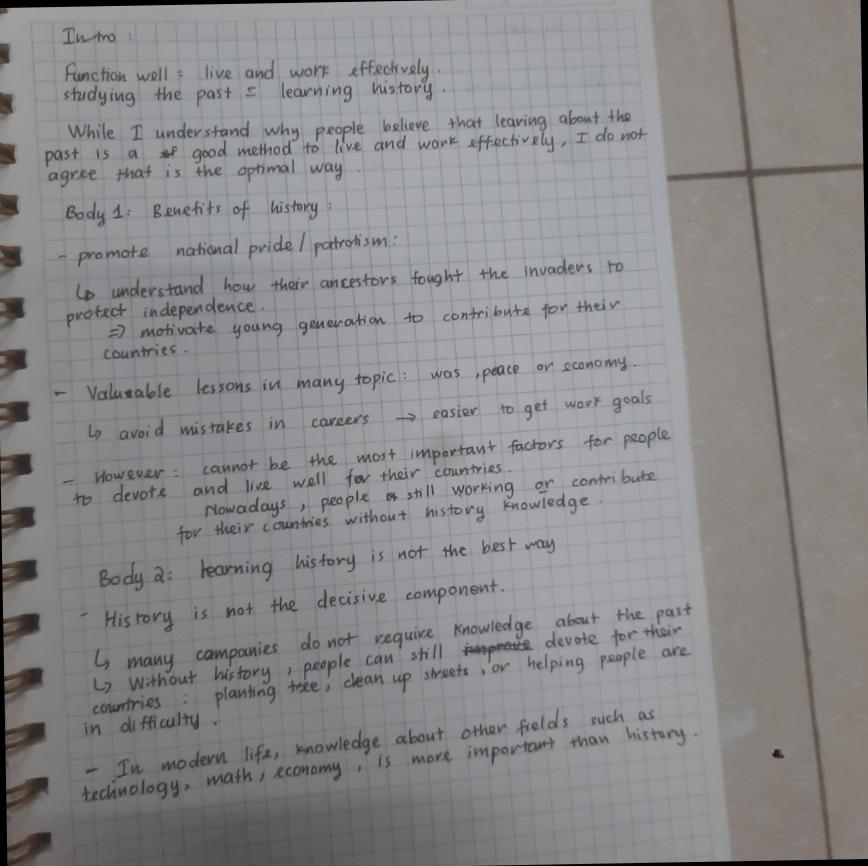 Intro :
Function well = live and work effectively.
studying the past = learning history.
While I understand why people believe that learing about the
past is a of good method to live and work effectively, I do not
agree that is the optimal way.
Body 1: Benefits of history :
- promote national pride / patrotism:
↳ understand how their ancestors fought the invaders to
protect independence.
=> motivate young generation to contribute for their
countries.
- Valueable lessons in many topic : was, peace or economy.
↳ avoid mistakes in careers → easier to get work goals
- However : cannot be the most important factors for people
to devote and live well for their countries.
Nowadays, people still working or contribute
for their countries without history knowledge.
Body 2: learning history is not the best way
- History is not the decisive component.
↳ many companies do not require knowledge about the past
↳ Without history, people can still improve devote for their
countries : planting tree, clean up streets, or helping people are
in difficulty.
- In modern life, knowledge about other fields such as
technology, math, economy, is more important than history.